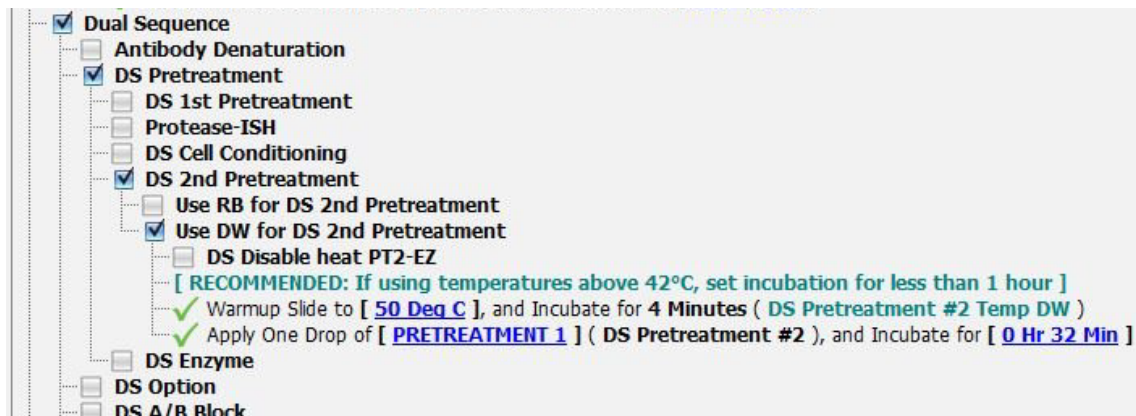 Dual Sequence
Antibody Denaturation
DS Pretreatment
DS 1st Pretreatment
Protease-ISH
DS Cell Conditioning
DS 2nd Pretreatment
Use RB for DS 2nd Pretreatment
Use DW for DS 2nd Pretreatment
DS Disable heat PT2-EZ
[ RECOMMENDED: If using temperatures above 42°C, set incubation for less than 1 hour ]
Warmup Slide to [ 50 Deg C ], and Incubate for 4 Minutes ( DS Pretreatment #2 Temp DW )
Apply One Drop of [ PRETREATMENT 1 ] ( DS Pretreatment #2 ), and Incubate for [ 0 Hr 32 Min ]
DS Enzyme
DS Option
DS A/B Block